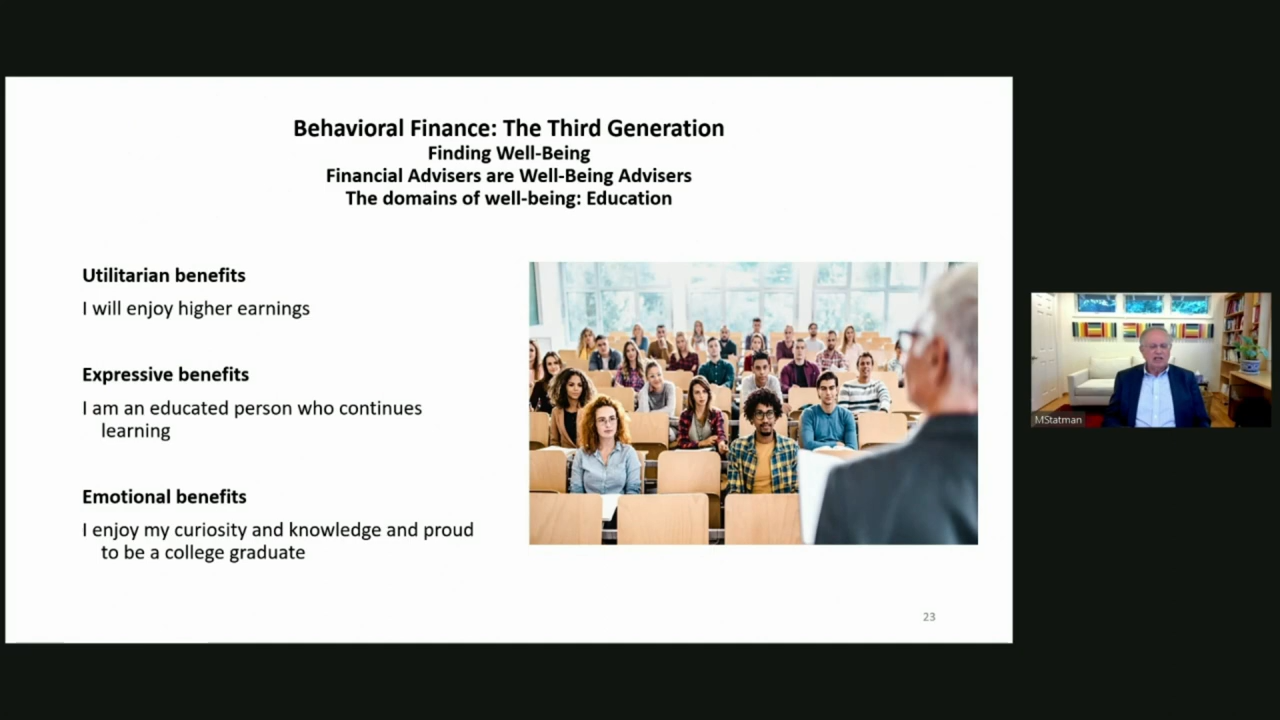 Behavioral Finance: The Third Generation
Finding Well-Being
Financial Advisers are Well-Being Advisers
The domains of well-being: Education
Utilitarian benefits
I will enjoy higher earnings
Expressive benefits
I am an educated person who continues
learning
Emotional benefits
I enjoy my curiosity and knowledge and proud
to be a college graduate
23
MStatman